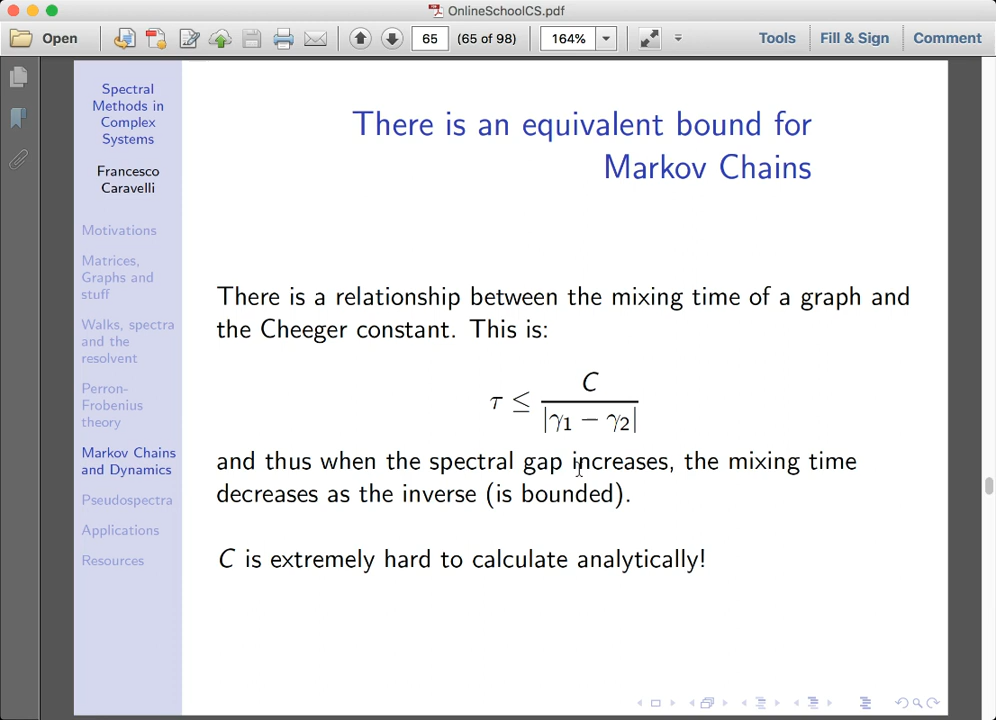 OnlineSchoolCS.pdf
Open
65
(65 of 98)
164%
Tools
Fill & Sign
Comment
Spectral
Methods in
Complex
Systems
Francesco
Caravelli
Motivations
Matrices,
Graphs and
stuff
Walks, spectra
and the
resolvent
Perron-
Frobenius
theory
Markov Chains
and Dynamics
Pseudospectra
Applications
Resources
There is an equivalent bound for
Markov Chains
There is a relationship between the mixing time of a graph and
the Cheeger constant. This is:
τ ≤ C / |γ1 − γ2|
and thus when the spectral gap increases, the mixing time
decreases as the inverse (is bounded).
C is extremely hard to calculate analytically!